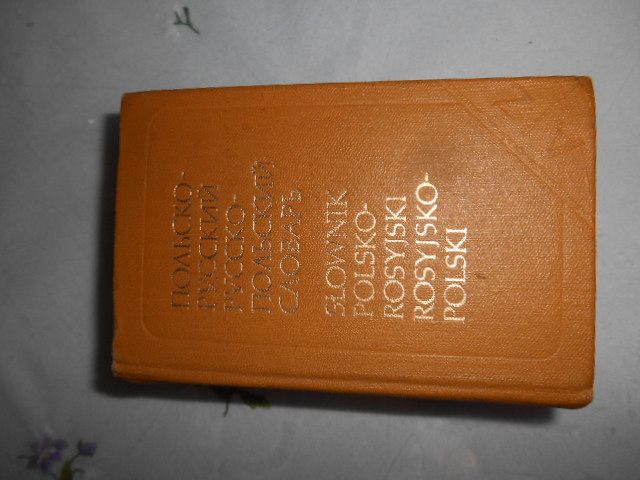 ПОЛЬСКО-
РУССКИЙ
РУССКО-
ПОЛЬСКИЙ
СЛОВАРЬ
SŁOWNIK
POLSKO-
ROSYJSKI
ROSYJSKO-
POLSKI